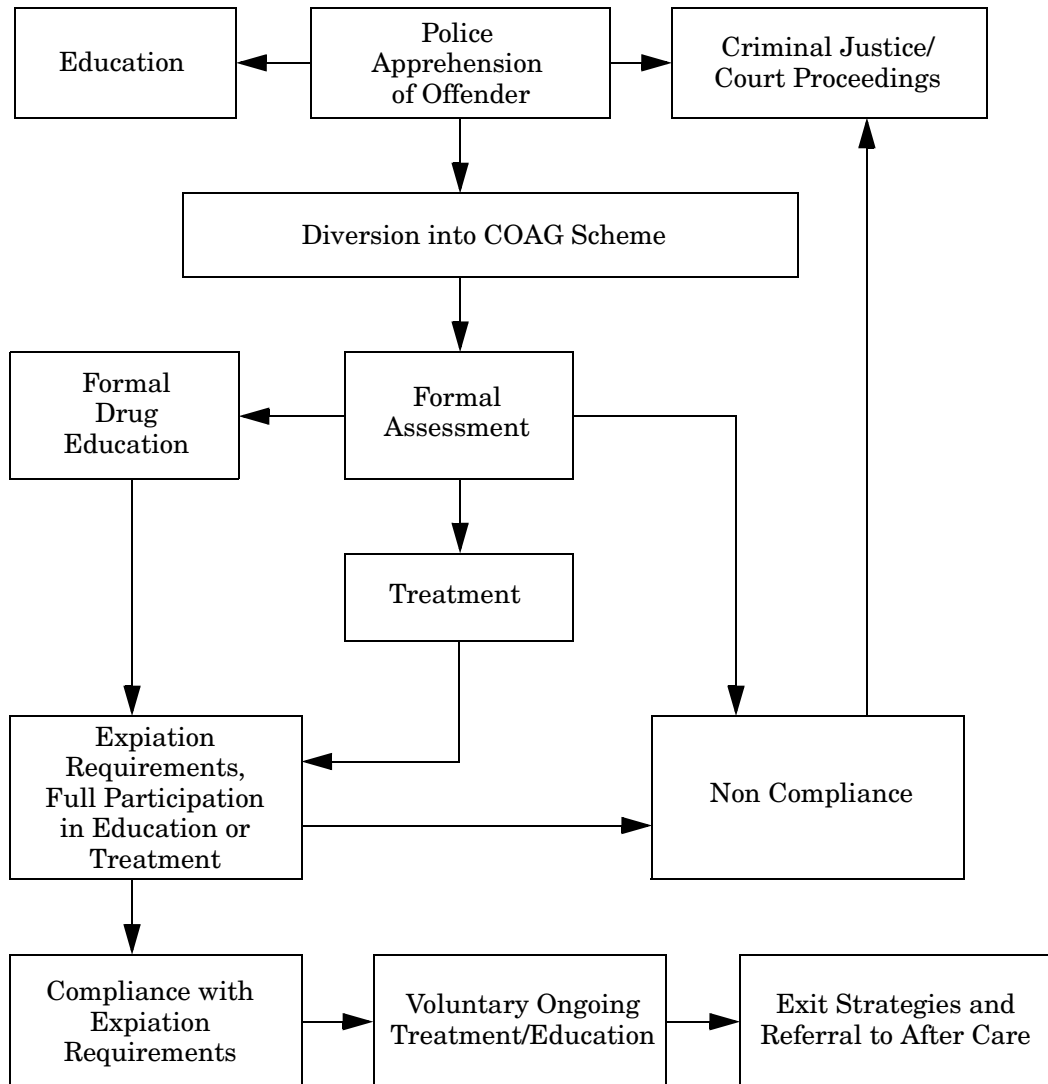 Education
Police
Apprehension
of Offender
Criminal Justice/
Court Proceedings
Diversion into COAG Scheme
Formal
Drug
Education
Formal
Assessment
Treatment
Expiation
Requirements,
Full Participation
in Education or
Treatment
Non Compliance
Compliance with
Expiation
Requirements
Voluntary Ongoing
Treatment/Education
Exit Strategies and
Referral to After Care